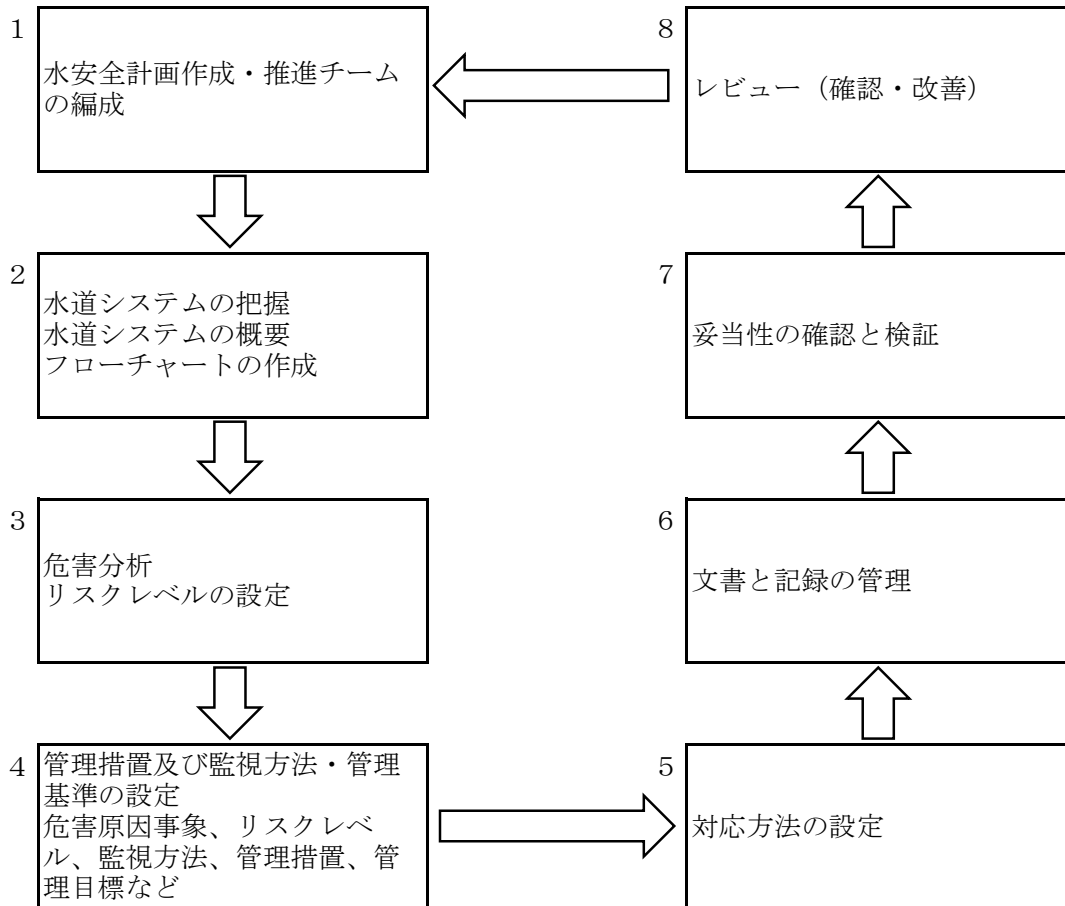 1
水安全計画作成・推進チーム
の編成
2
水道システムの把握
水道システムの概要
フローチャートの作成
3
危害分析
リスクレベルの設定
4
管理措置及び監視方法・管理
基準の設定
危害原因事象、リスクレベ
ル、監視方法、管理措置、管
理目標など
5
対応方法の設定
6
文書と記録の管理
7
妥当性の確認と検証
8
レビュー（確認・改善）